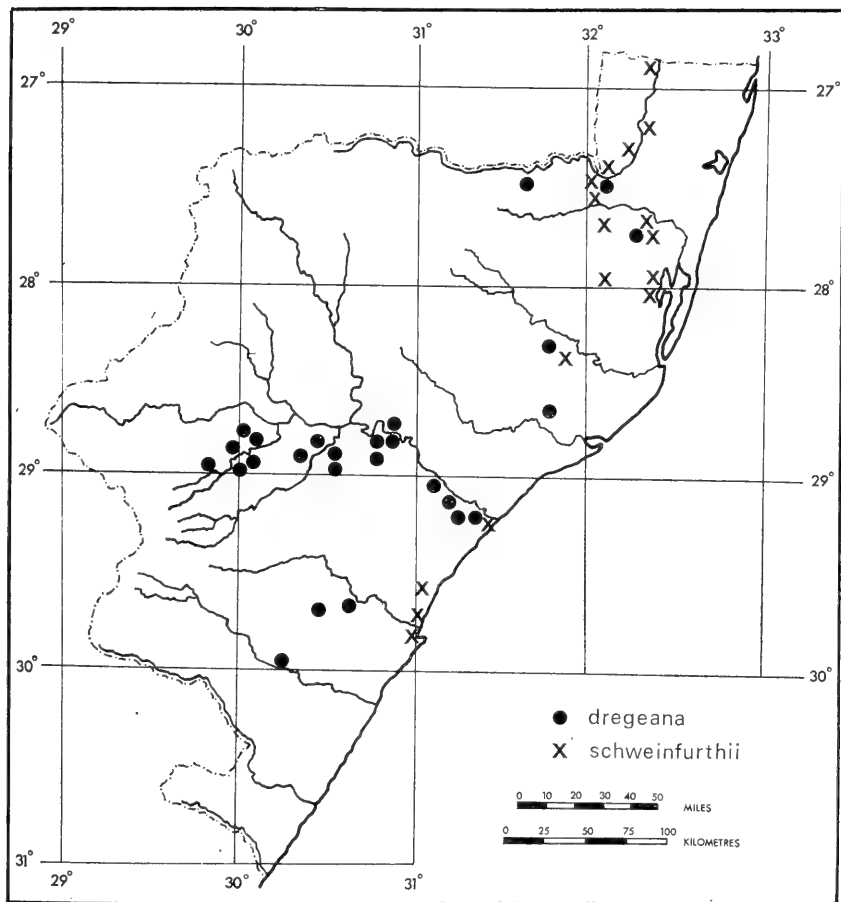 29° 30° 31° 32° 33°
27° 27°
28° 28°
29° 29°
30° 30°
● dregeana
X schweinfurthii
0 10 20 30 40 50 MILES
0 25 50 75 100 KILOMETRES
31°
29° 30° 31°